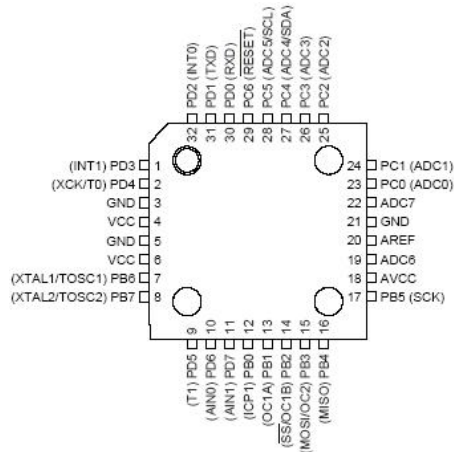 PD2 (INT0)
PD1 (TXD)
PD0 (RXD)
PC6 (RESET)
PC5 (ADC5/SCL)
PC4 (ADC4/SDA)
PC3 (ADC3)
PC2 (ADC2)
32
31
30
29
28
27
26
25
(INT1) PD3
(XCK/T0) PD4
GND
VCC
GND
VCC
(XTAL1/TOSC1) PB6
(XTAL2/TOSC2) PB7
1
2
3
4
5
6
7
8
24
23
22
21
20
19
18
17
PC1 (ADC1)
PC0 (ADC0)
ADC7
GND
AREF
ADC6
AVCC
PB5 (SCK)
9
10
11
12
13
14
15
16
(T1) PD5
(AIN0) PD6
(AIN1) PD7
(ICP1) PB0
(OC1A) PB1
(SS/OC1B) PB2
(MOSI/OC2) PB3
(MISO) PB4